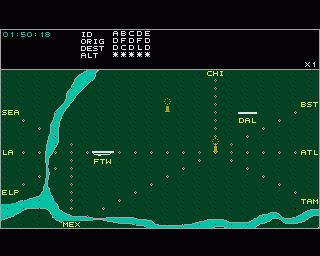 01:50:18 ID ABCDE
ORIG DFDFD
DEST DCDLD
ALT *****
X1
CHI
SEA BST
DAL
LA FTW ATL
ELP TAM
MEX